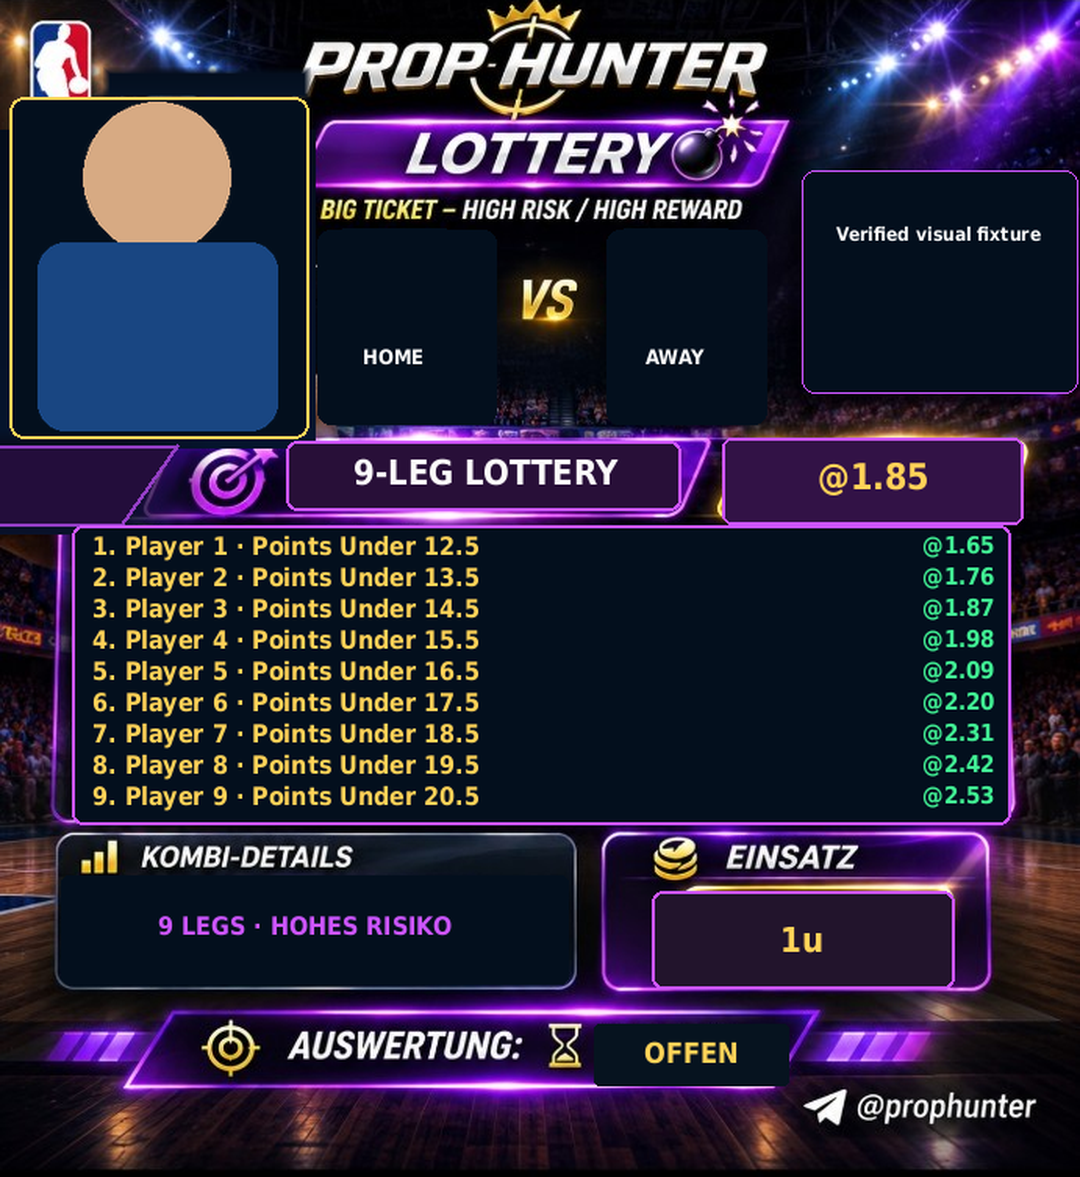 PROP-HUNTER
LOTTERY
BIG TICKET – HIGH RISK / HIGH REWARD
Verified visual fixture
VS
HOME
AWAY
9-LEG LOTTERY
@1.85
1. Player 1 · Points Under 12.5 @1.65
2. Player 2 · Points Under 13.5 @1.76
3. Player 3 · Points Under 14.5 @1.87
4. Player 4 · Points Under 15.5 @1.98
5. Player 5 · Points Under 16.5 @2.09
6. Player 6 · Points Under 17.5 @2.20
7. Player 7 · Points Under 18.5 @2.31
8. Player 8 · Points Under 19.5 @2.42
9. Player 9 · Points Under 20.5 @2.53
KOMBI-DETAILS
9 LEGS · HOHES RISIKO
EINSATZ
1u
AUSWERTUNG:
OFFEN
@prophunter